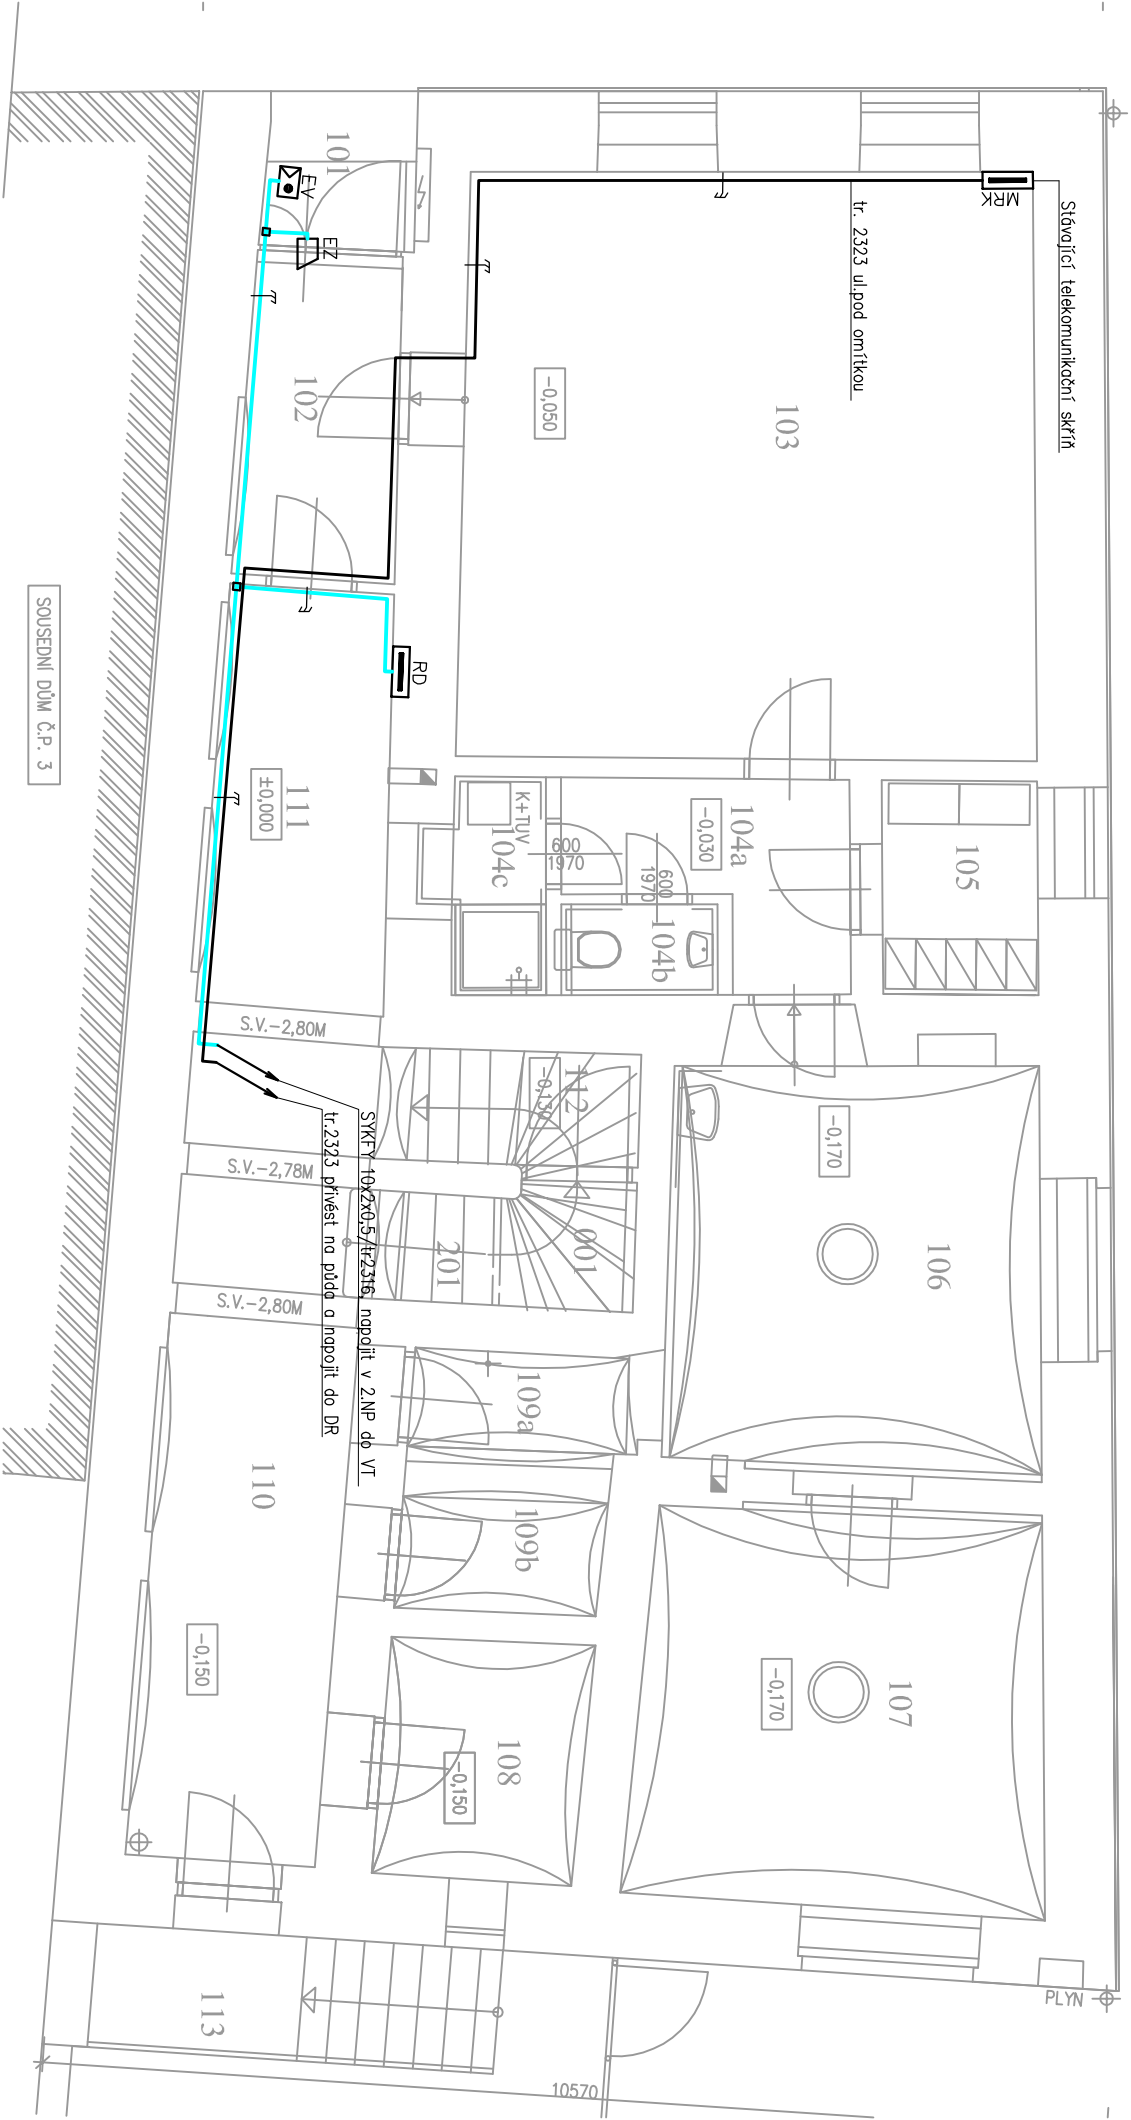 Stávající telekomunikační skříň
MRK
tr. 2323 ul.pod omítkou
103
-0,050
101
EV
EZ
102
RD
111
±0,000
SOUSEDNÍ DŮM Č.P. 3
105
104a
-0,030
K+TUV
104c
600
1970
600
1970
104b
S.V.-2,80M
112
-0,130
-0,170
106
S.V.-2,78M
001
201
SYKFY 10x2x0,5/tr2316, napojit v 2.NP do VT
tr.2323 přivést na půdu a napojit do DR
S.V.-2,80M
109a
110
109b
-0,150
107
-0,170
108
-0,150
113
PLYN
10570